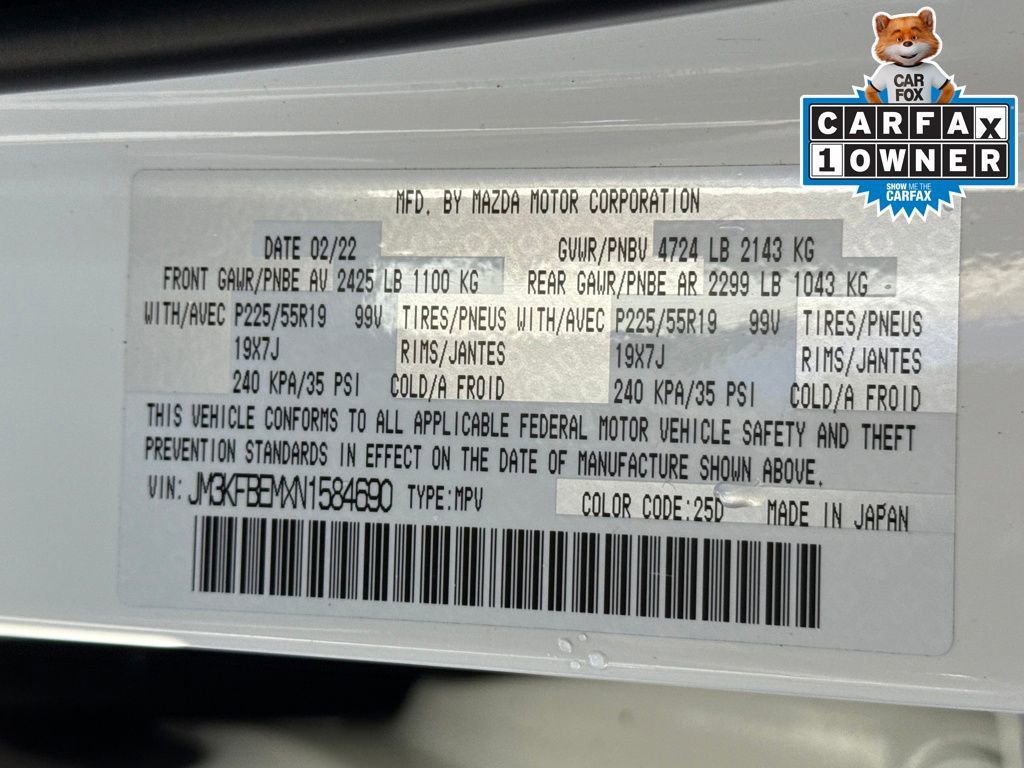 CAR
FOX
CARFAX
1 OWNER
SHOW ME THE
CARFAX
MFD. BY MAZDA MOTOR CORPORATION
DATE 02/22 GVWR/PNBV 4724 LB 2143 KG
FRONT GAWR/PNBE AV 2425 LB 1100 KG REAR GAWR/PNBE AR 2299 LB 1043 KG
WITH/AVEC P225/55R19 99V TIRES/PNEUS WITH/AVEC P225/55R19 99V TIRES/PNEUS
19X7J RIMS/JANTES 19X7J RIMS/JANTES
240 KPA/35 PSI COLD/A FROID 240 KPA/35 PSI COLD/A FROID
THIS VEHICLE CONFORMS TO ALL APPLICABLE FEDERAL MOTOR VEHICLE SAFETY AND THEFT
PREVENTION STANDARDS IN EFFECT ON THE DATE OF MANUFACTURE SHOWN ABOVE.
VIN: JM3KFBEMXN1584690 TYPE:MPV COLOR CODE:25D MADE IN JAPAN